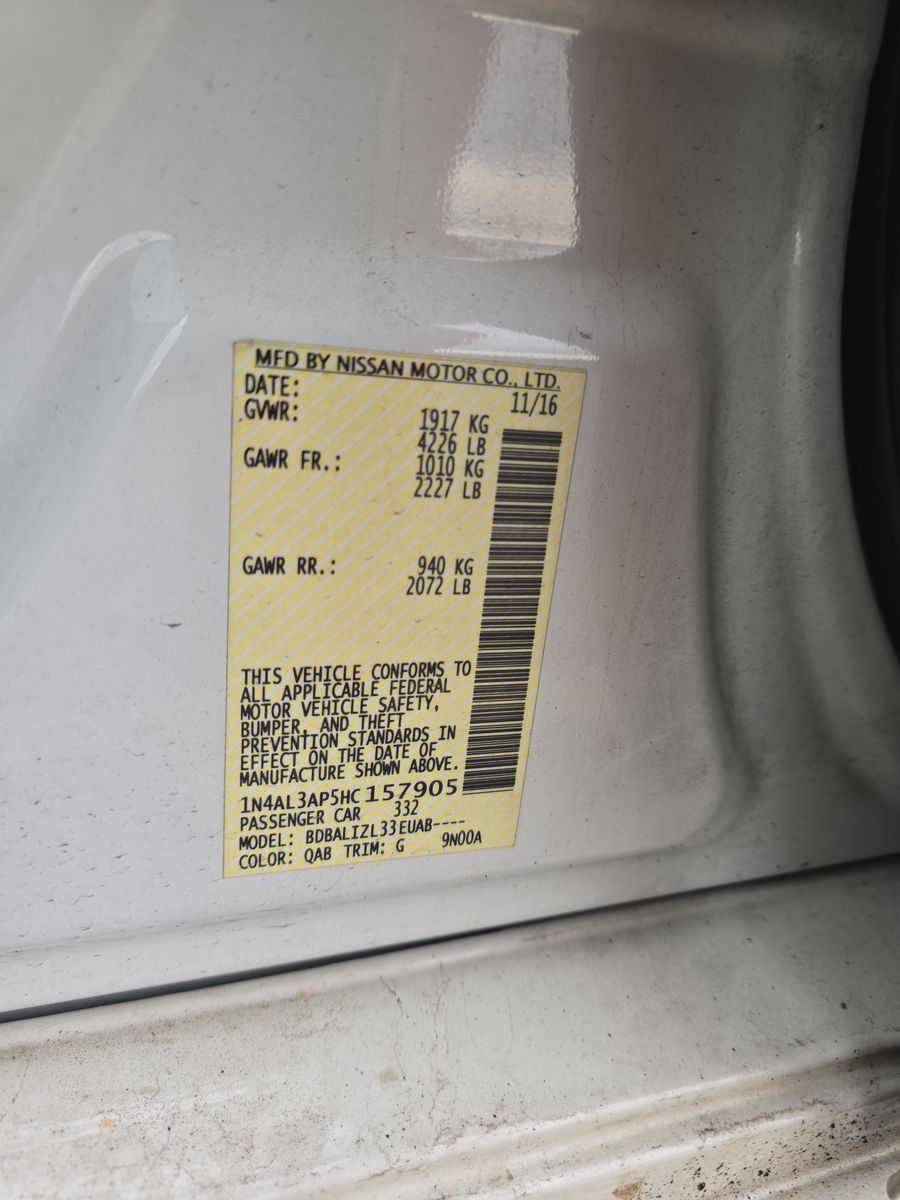 MFD BY NISSAN MOTOR CO., LTD.
DATE: 11/16
GVWR: 1917 KG
4226 LB
GAWR FR.: 1010 KG
2227 LB
GAWR RR.: 940 KG
2072 LB
THIS VEHICLE CONFORMS TO
ALL APPLICABLE FEDERAL
MOTOR VEHICLE SAFETY,
BUMPER, AND THEFT
PREVENTION STANDARDS IN
EFFECT ON THE DATE OF
MANUFACTURE SHOWN ABOVE.
1N4AL3AP5HC157905
PASSENGER CAR 332
MODEL: BDBALIZL33EUAB----
COLOR: QAB TRIM: G 9N00A